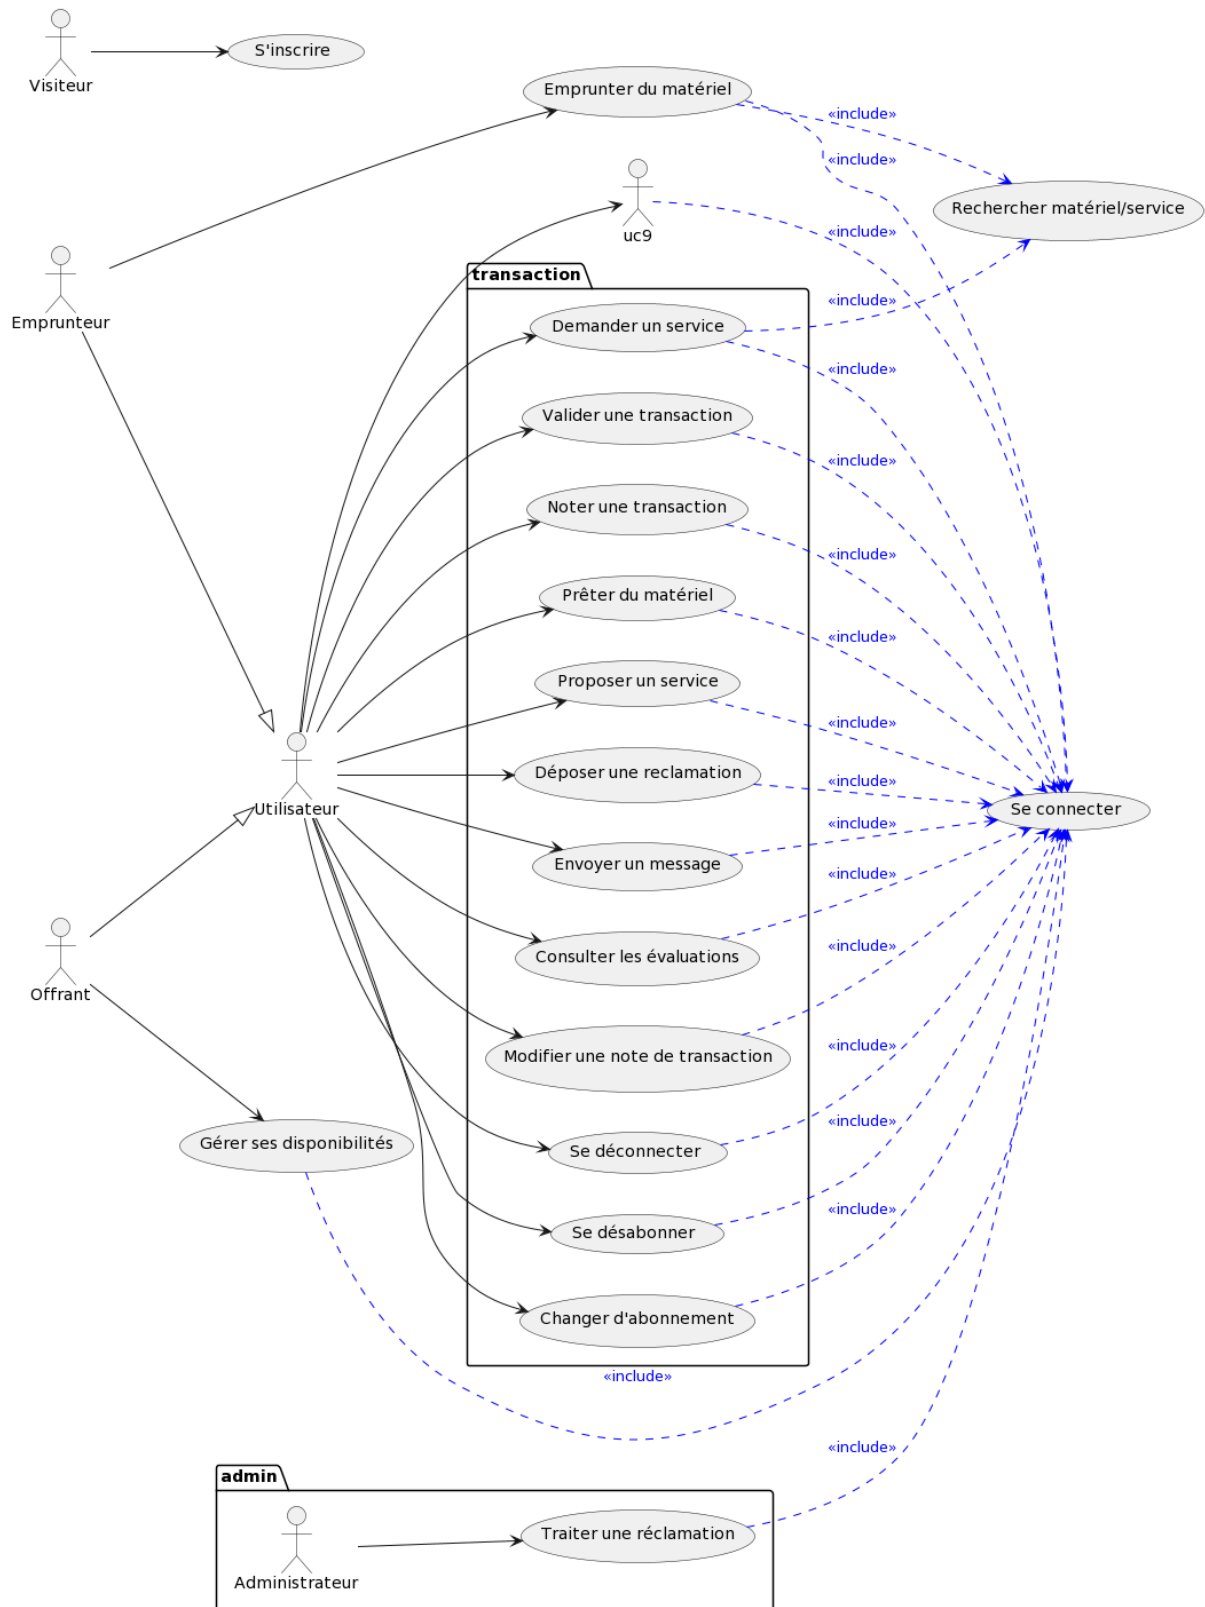 Visiteur
S'inscrire
Emprunter du matériel
«include»
«include»
uc9
Rechercher matériel/service
«include»
Emprunteur
transaction
«include»
Demander un service
«include»
Valider une transaction
«include»
Noter une transaction
«include»
Prêter du matériel
«include»
Proposer un service
«include»
Déposer une reclamation
«include»
Utilisateur
Se connecter
«include»
Envoyer un message
«include»
Consulter les évaluations
«include»
Offrant
Modifier une note de transaction
«include»
Gérer ses disponibilités
Se déconnecter
«include»
Se désabonner
«include»
Changer d'abonnement
«include»
«include»
admin
Traiter une réclamation
Administrateur